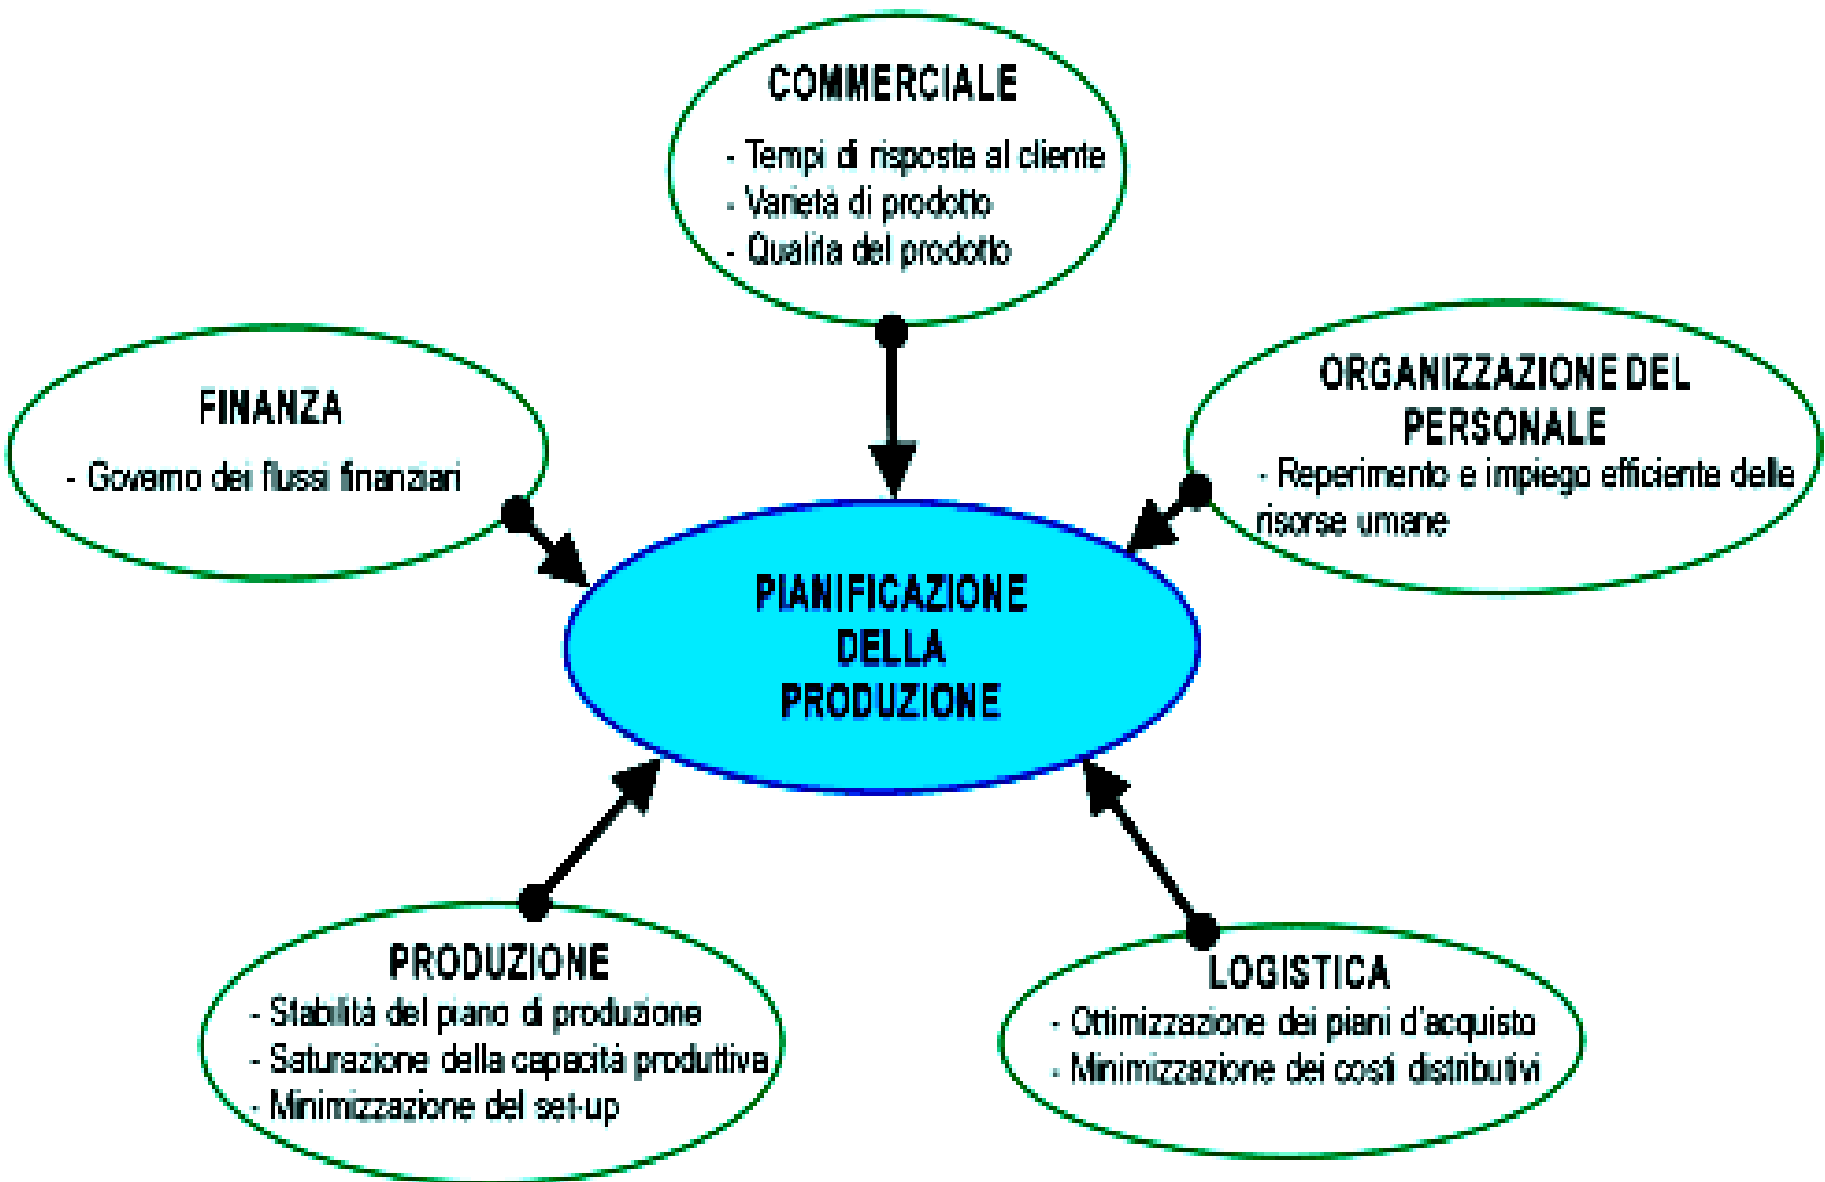 COMMERCIALE
- Tempi di risposta al cliente
- Varietà di prodotto
- Qualità del prodotto
FINANZA
- Governo dei flussi finanziari
ORGANIZZAZIONE DEL
PERSONALE
- Reperimento e impiego efficiente delle
risorse umane
PIANIFICAZIONE
DELLA
PRODUZIONE
PRODUZIONE
- Stabilità del piano di produzione
- Saturazione della capacità produttiva
- Minimizzazione del set-up
LOGISTICA
- Ottimizzazione dei piani d'acquisto
- Minimizzazione dei costi distributivi